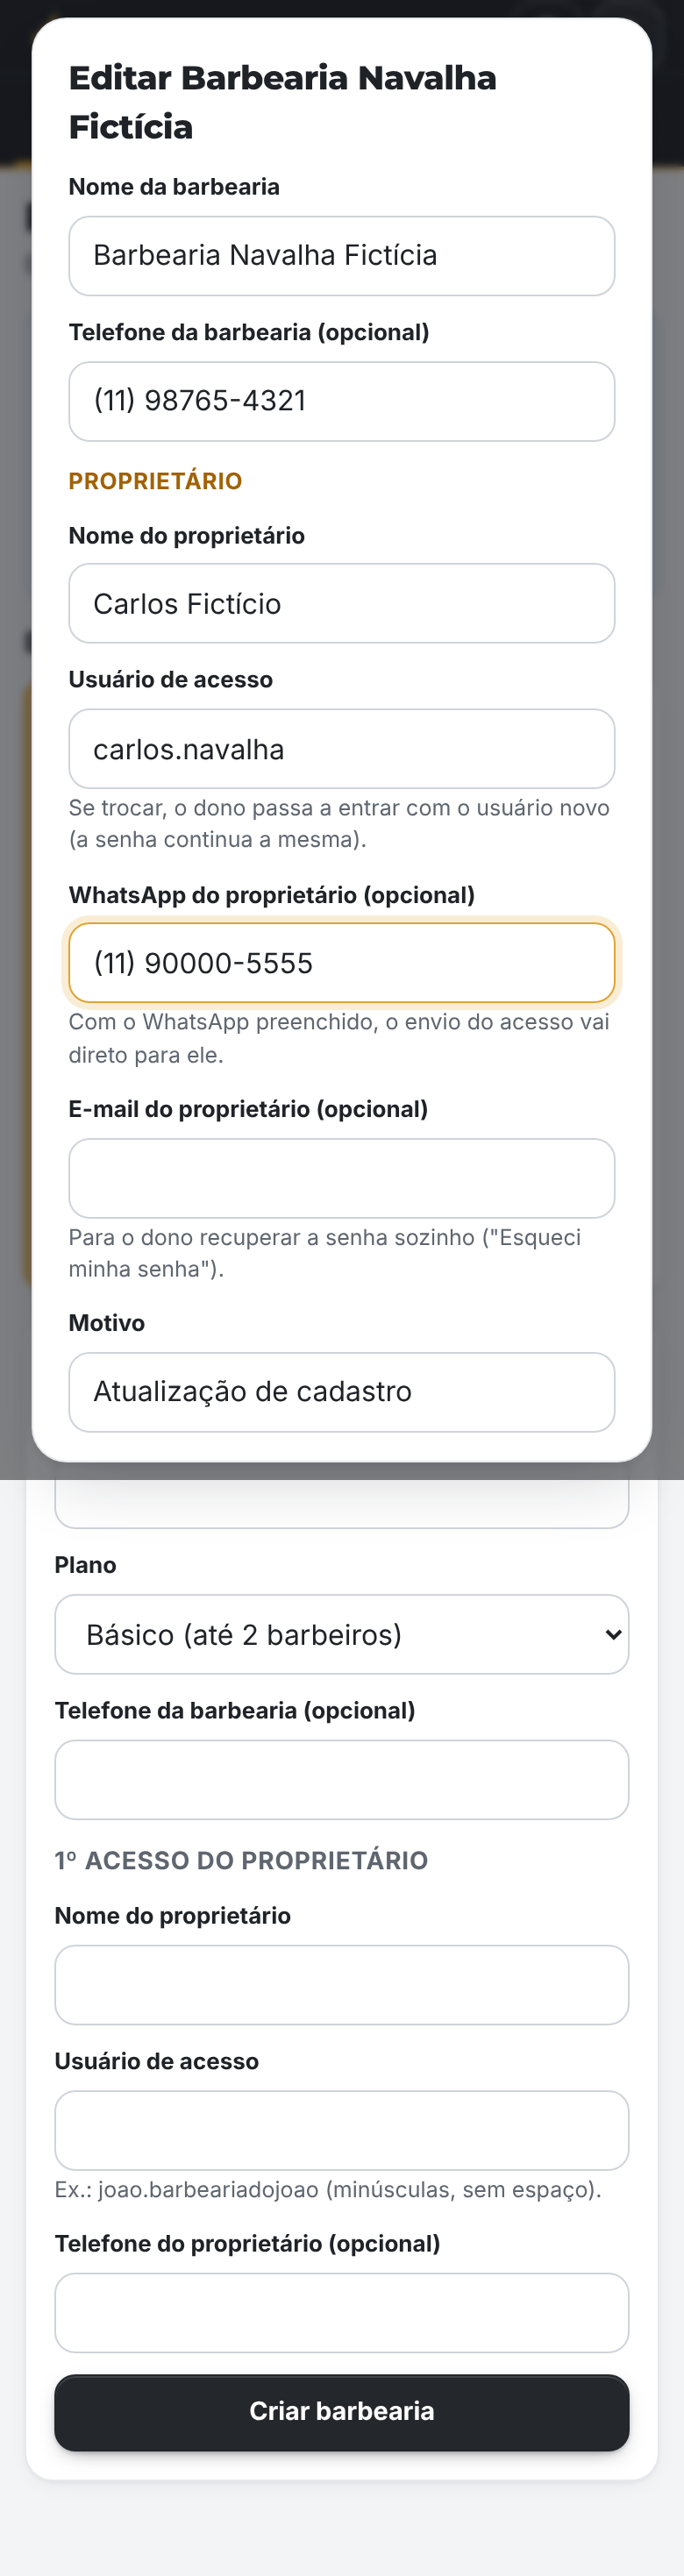 Editar Barbearia Navalha
Fictícia
Nome da barbearia
Barbearia Navalha Fictícia
Telefone da barbearia (opcional)
(11) 98765-4321
PROPRIETÁRIO
Nome do proprietário
Carlos Fictício
Usuário de acesso
carlos.navalha
Se trocar, o dono passa a entrar com o usuário novo
(a senha continua a mesma).
WhatsApp do proprietário (opcional)
(11) 90000-5555
Com o WhatsApp preenchido, o envio do acesso vai
direto para ele.
E-mail do proprietário (opcional)
Para o dono recuperar a senha sozinho ("Esqueci
minha senha").
Motivo
Atualização de cadastro
Plano
Básico (até 2 barbeiros)
Telefone da barbearia (opcional)
1º ACESSO DO PROPRIETÁRIO
Nome do proprietário
Usuário de acesso
Ex.: joao.barbeariadojoao (minúsculas, sem espaço).
Telefone do proprietário (opcional)
Criar barbearia